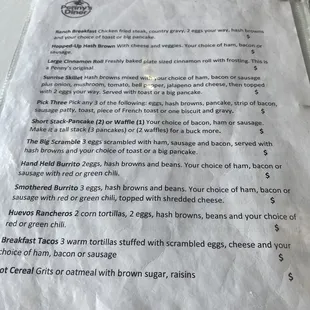 Penny's
Diner
Ranch Breakfast Chicken fried steak, country gravy, 2 eggs your way, hash browns
and your choice of toast or big pancake.
$
Hopped-Up Hash Brown With cheese and veggies. Your choice of ham, bacon or
sausage.
$
Large Cinnamon Roll Freshly baked plate sized cinnamon roll with frosting. This is
a Penny's original.
$
Sunrise Skillet Hash browns mixed with your choice of ham, bacon or sausage
plus onion, mushroom, tomato, bell pepper, jalapeno and cheese, then topped
with 2 eggs your way. Served with toast or a big pancake.
$
Pick Three Pick any 3 of the following: eggs, hash browns, pancake, strip of bacon,
sausage patty, toast, piece of French toast or one biscuit and gravy.
$
Short Stack-Pancake (2) or Waffle (1) Your choice of bacon, ham or sausage.
Make it a tall stack (3 pancakes) or (2 waffles) for a buck more.
$
The Big Scramble 3 eggs scrambled with ham, sausage and bacon, served with
hash browns and your choice of toast or a big pancake
$
Hand Held Burrito 2eggs, hash browns and beans. Your choice of ham, bacon or
sausage with red or green chili.
$
Smothered Burrito 3 eggs, hash browns and beans. Your choice of ham, bacon or
sausage with red or green chili, topped with shredded cheese.
$
Huevos Rancheros 2 corn tortillas, 2 eggs, hash browns, beans and your choice of
red or green chili.
$
Breakfast Tacos 3 warm tortillas stuffed with scrambled eggs, cheese and your
choice of ham, bacon or sausage
$
ot Cereal Grits or oatmeal with brown sugar, raisins
$